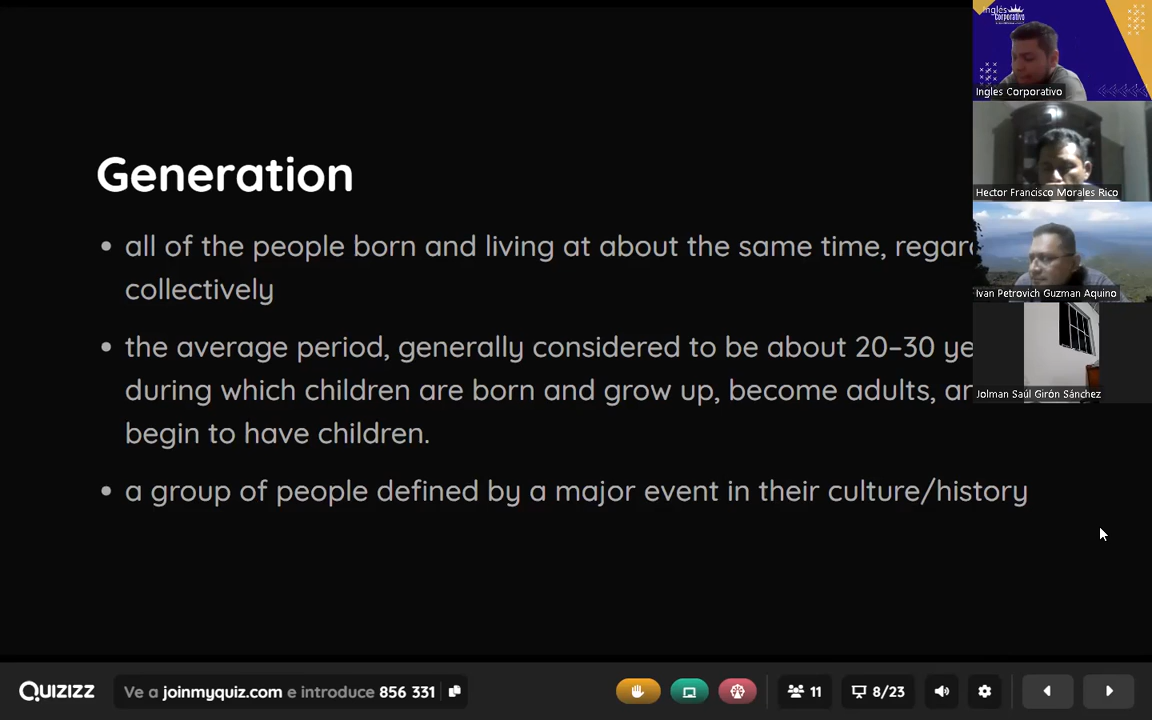 Inglés
Corporativo
Ingles Corporativo
Hector Francisco Morales Rico
Ivan Petrovich Guzman Aquino
Jolman Saúl Girón Sánchez
Generation
• all of the people born and living at about the same time, regar
collectively
• the average period, generally considered to be about 20–30 ye
during which children are born and grow up, become adults, an
begin to have children.
• a group of people defined by a major event in their culture/history
QUIZIZZ
Ve a joinmyquiz.com e introduce 856 331
11
8/23